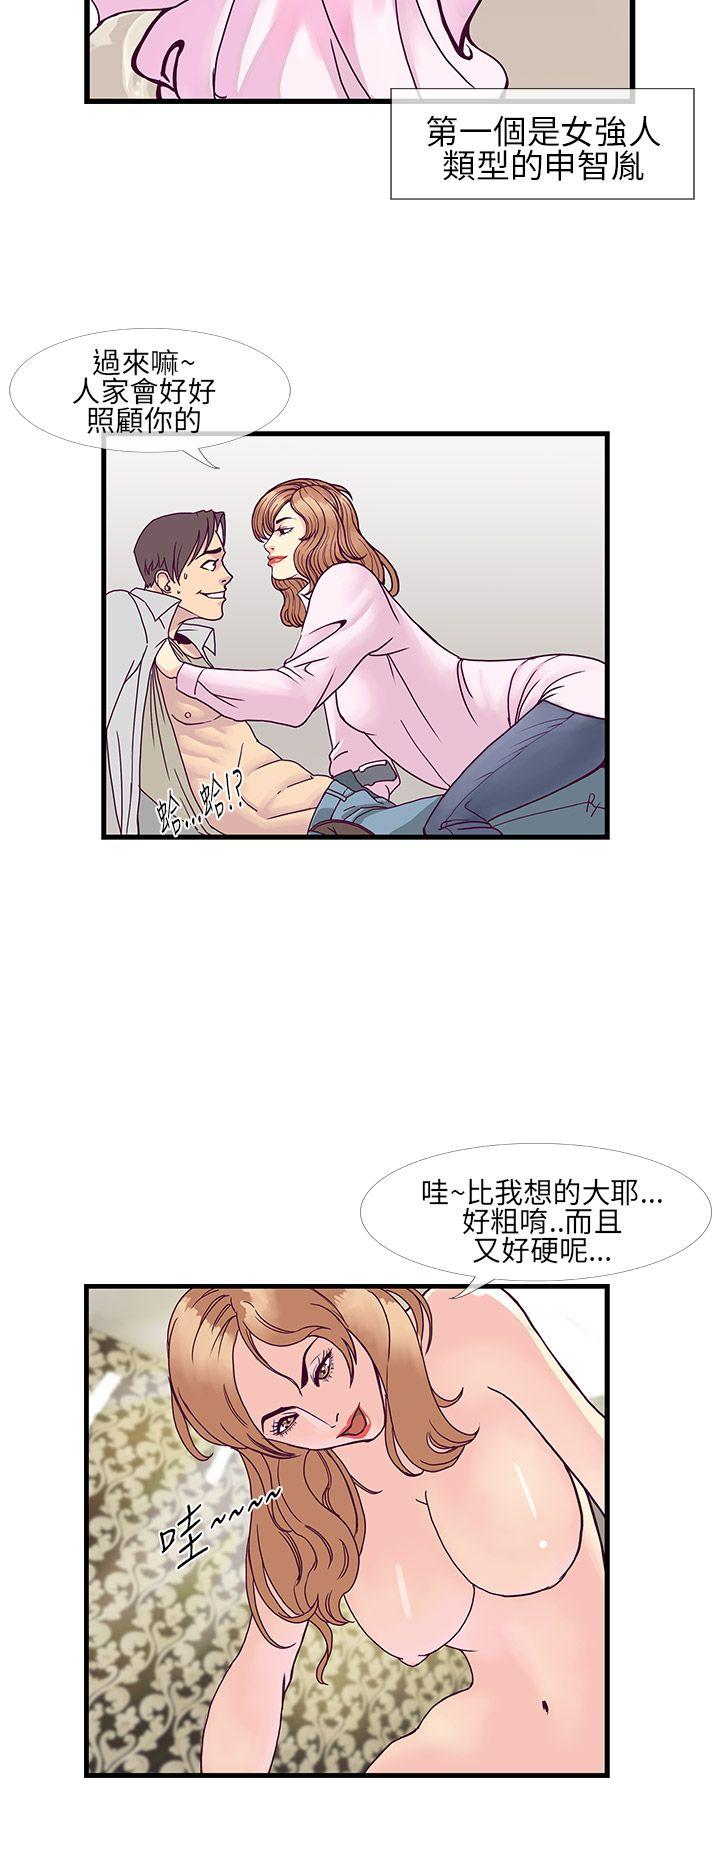 第一個是女強人
類型的申智胤
過來嘛~
人家會好好
照顧你的
蛤...蛤!?
哇~比我想的大耶...
好粗唷..而且
又好硬呢...
哇~~~~